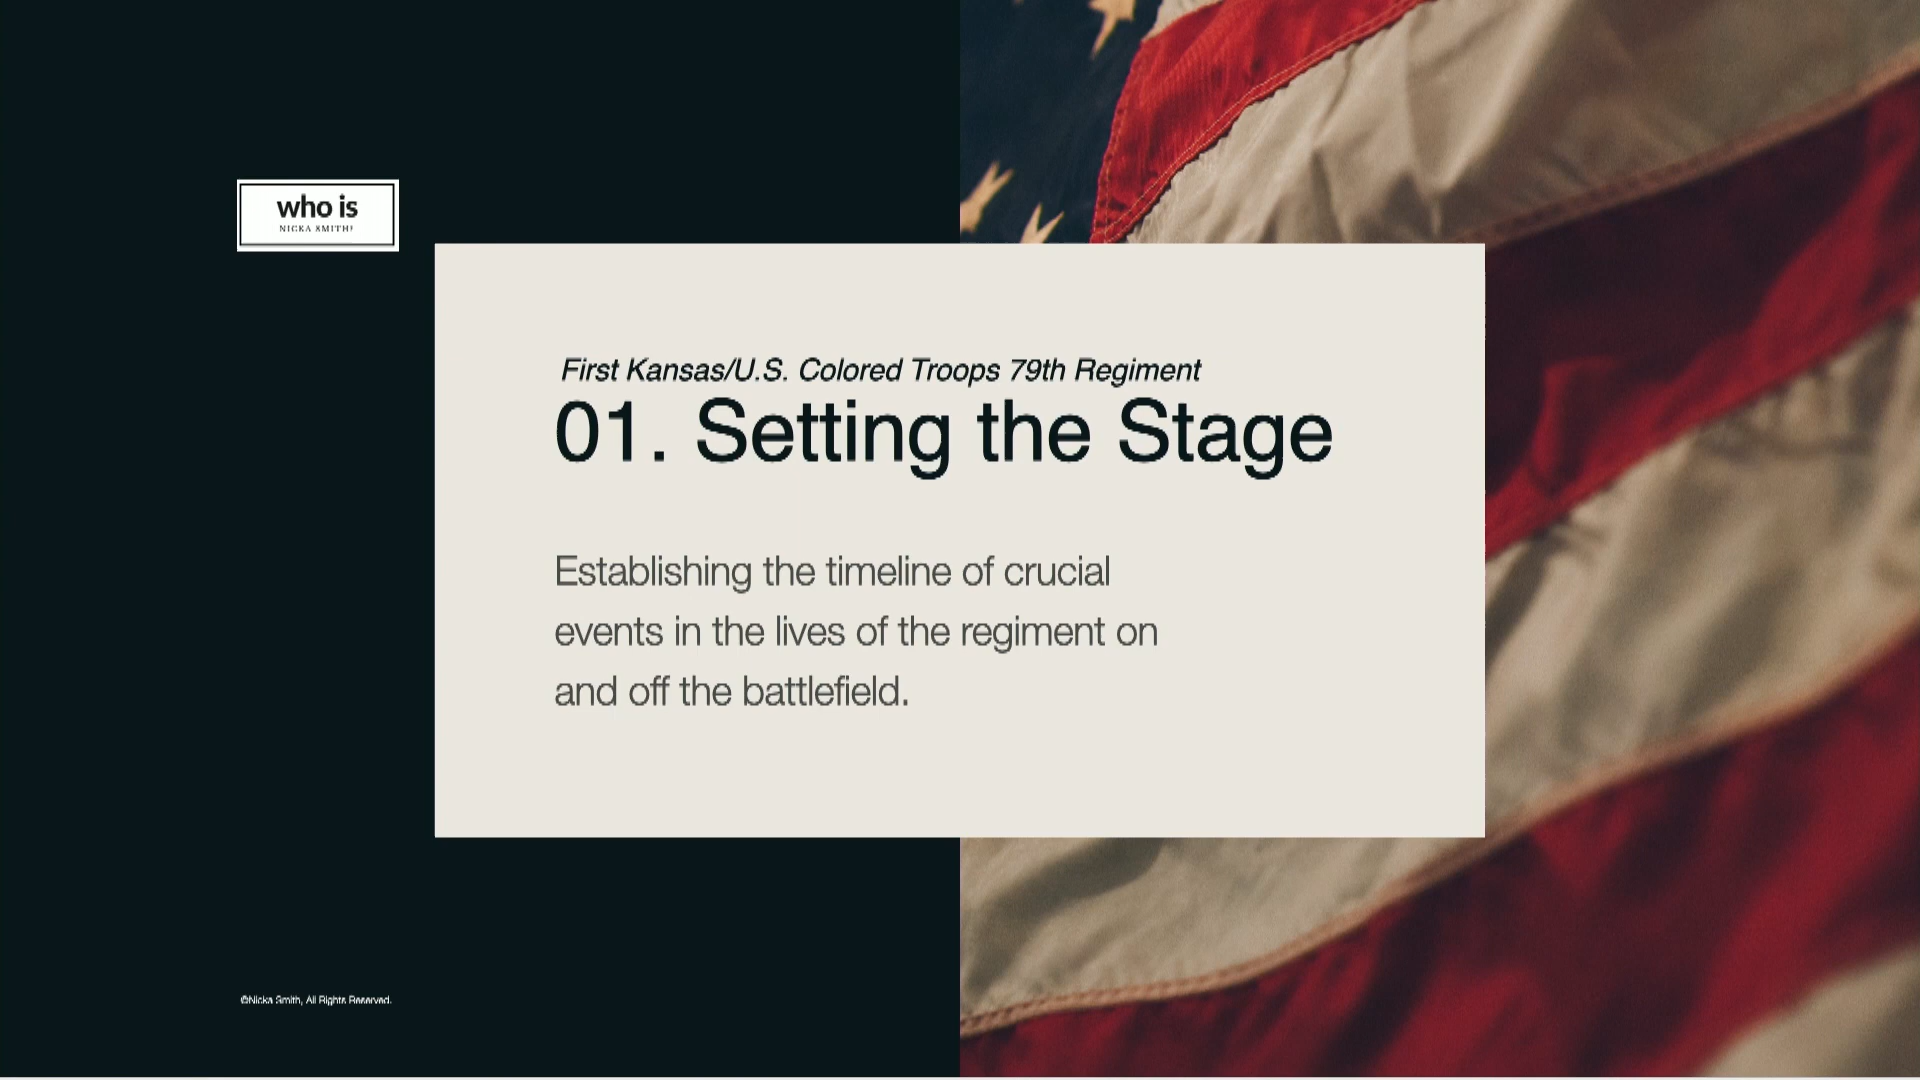 who is
NICKA SMITH?
First Kansas/U.S. Colored Troops 79th Regiment
01. Setting the Stage
Establishing the timeline of crucial
events in the lives of the regiment on
and off the battlefield.
©Nicka Smith, All Rights Reserved.